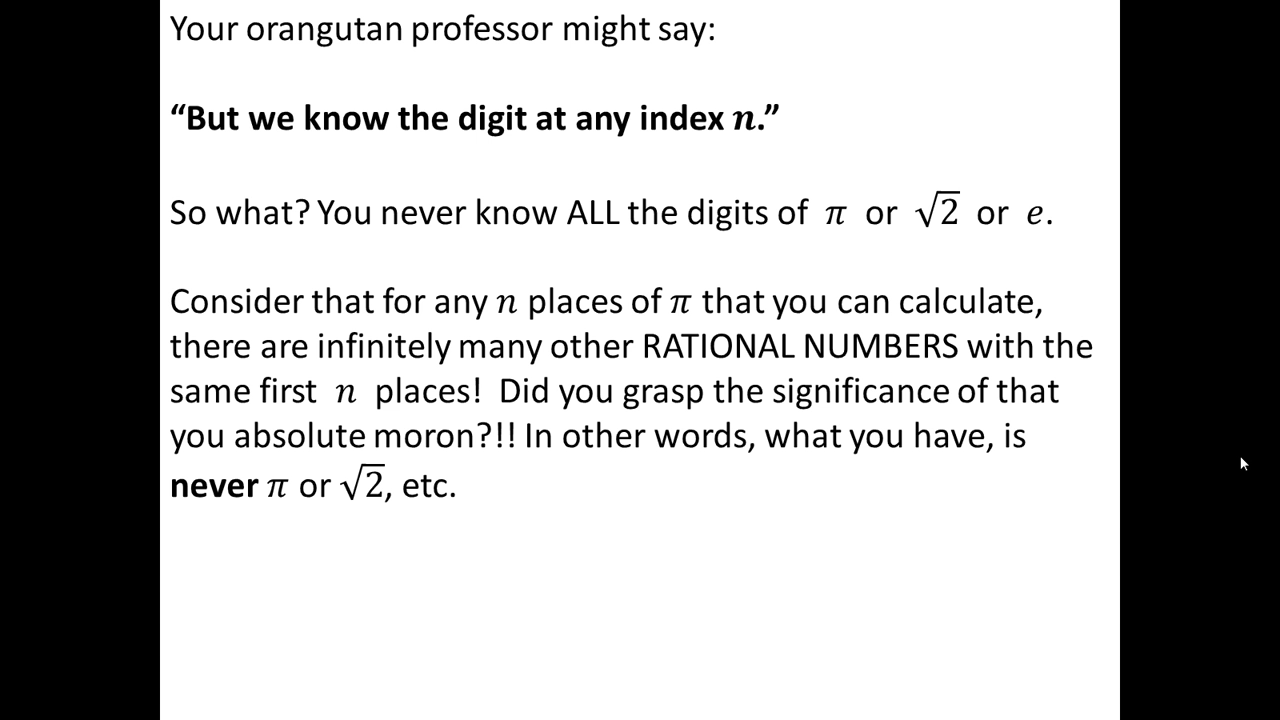 Your orangutan professor might say:
“But we know the digit at any index n.”
So what? You never know ALL the digits of π or √2 or e.
Consider that for any n places of π that you can calculate,
there are infinitely many other RATIONAL NUMBERS with the
same first n places! Did you grasp the significance of that
you absolute moron?!! In other words, what you have, is
never π or √2, etc.